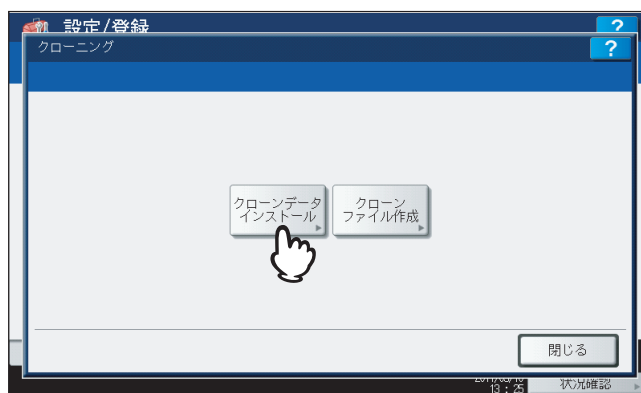 設定/登録
?
クローニング
?
クローンデータ
インストール
クローン
ファイル作成
閉じる
13:25
状況確認